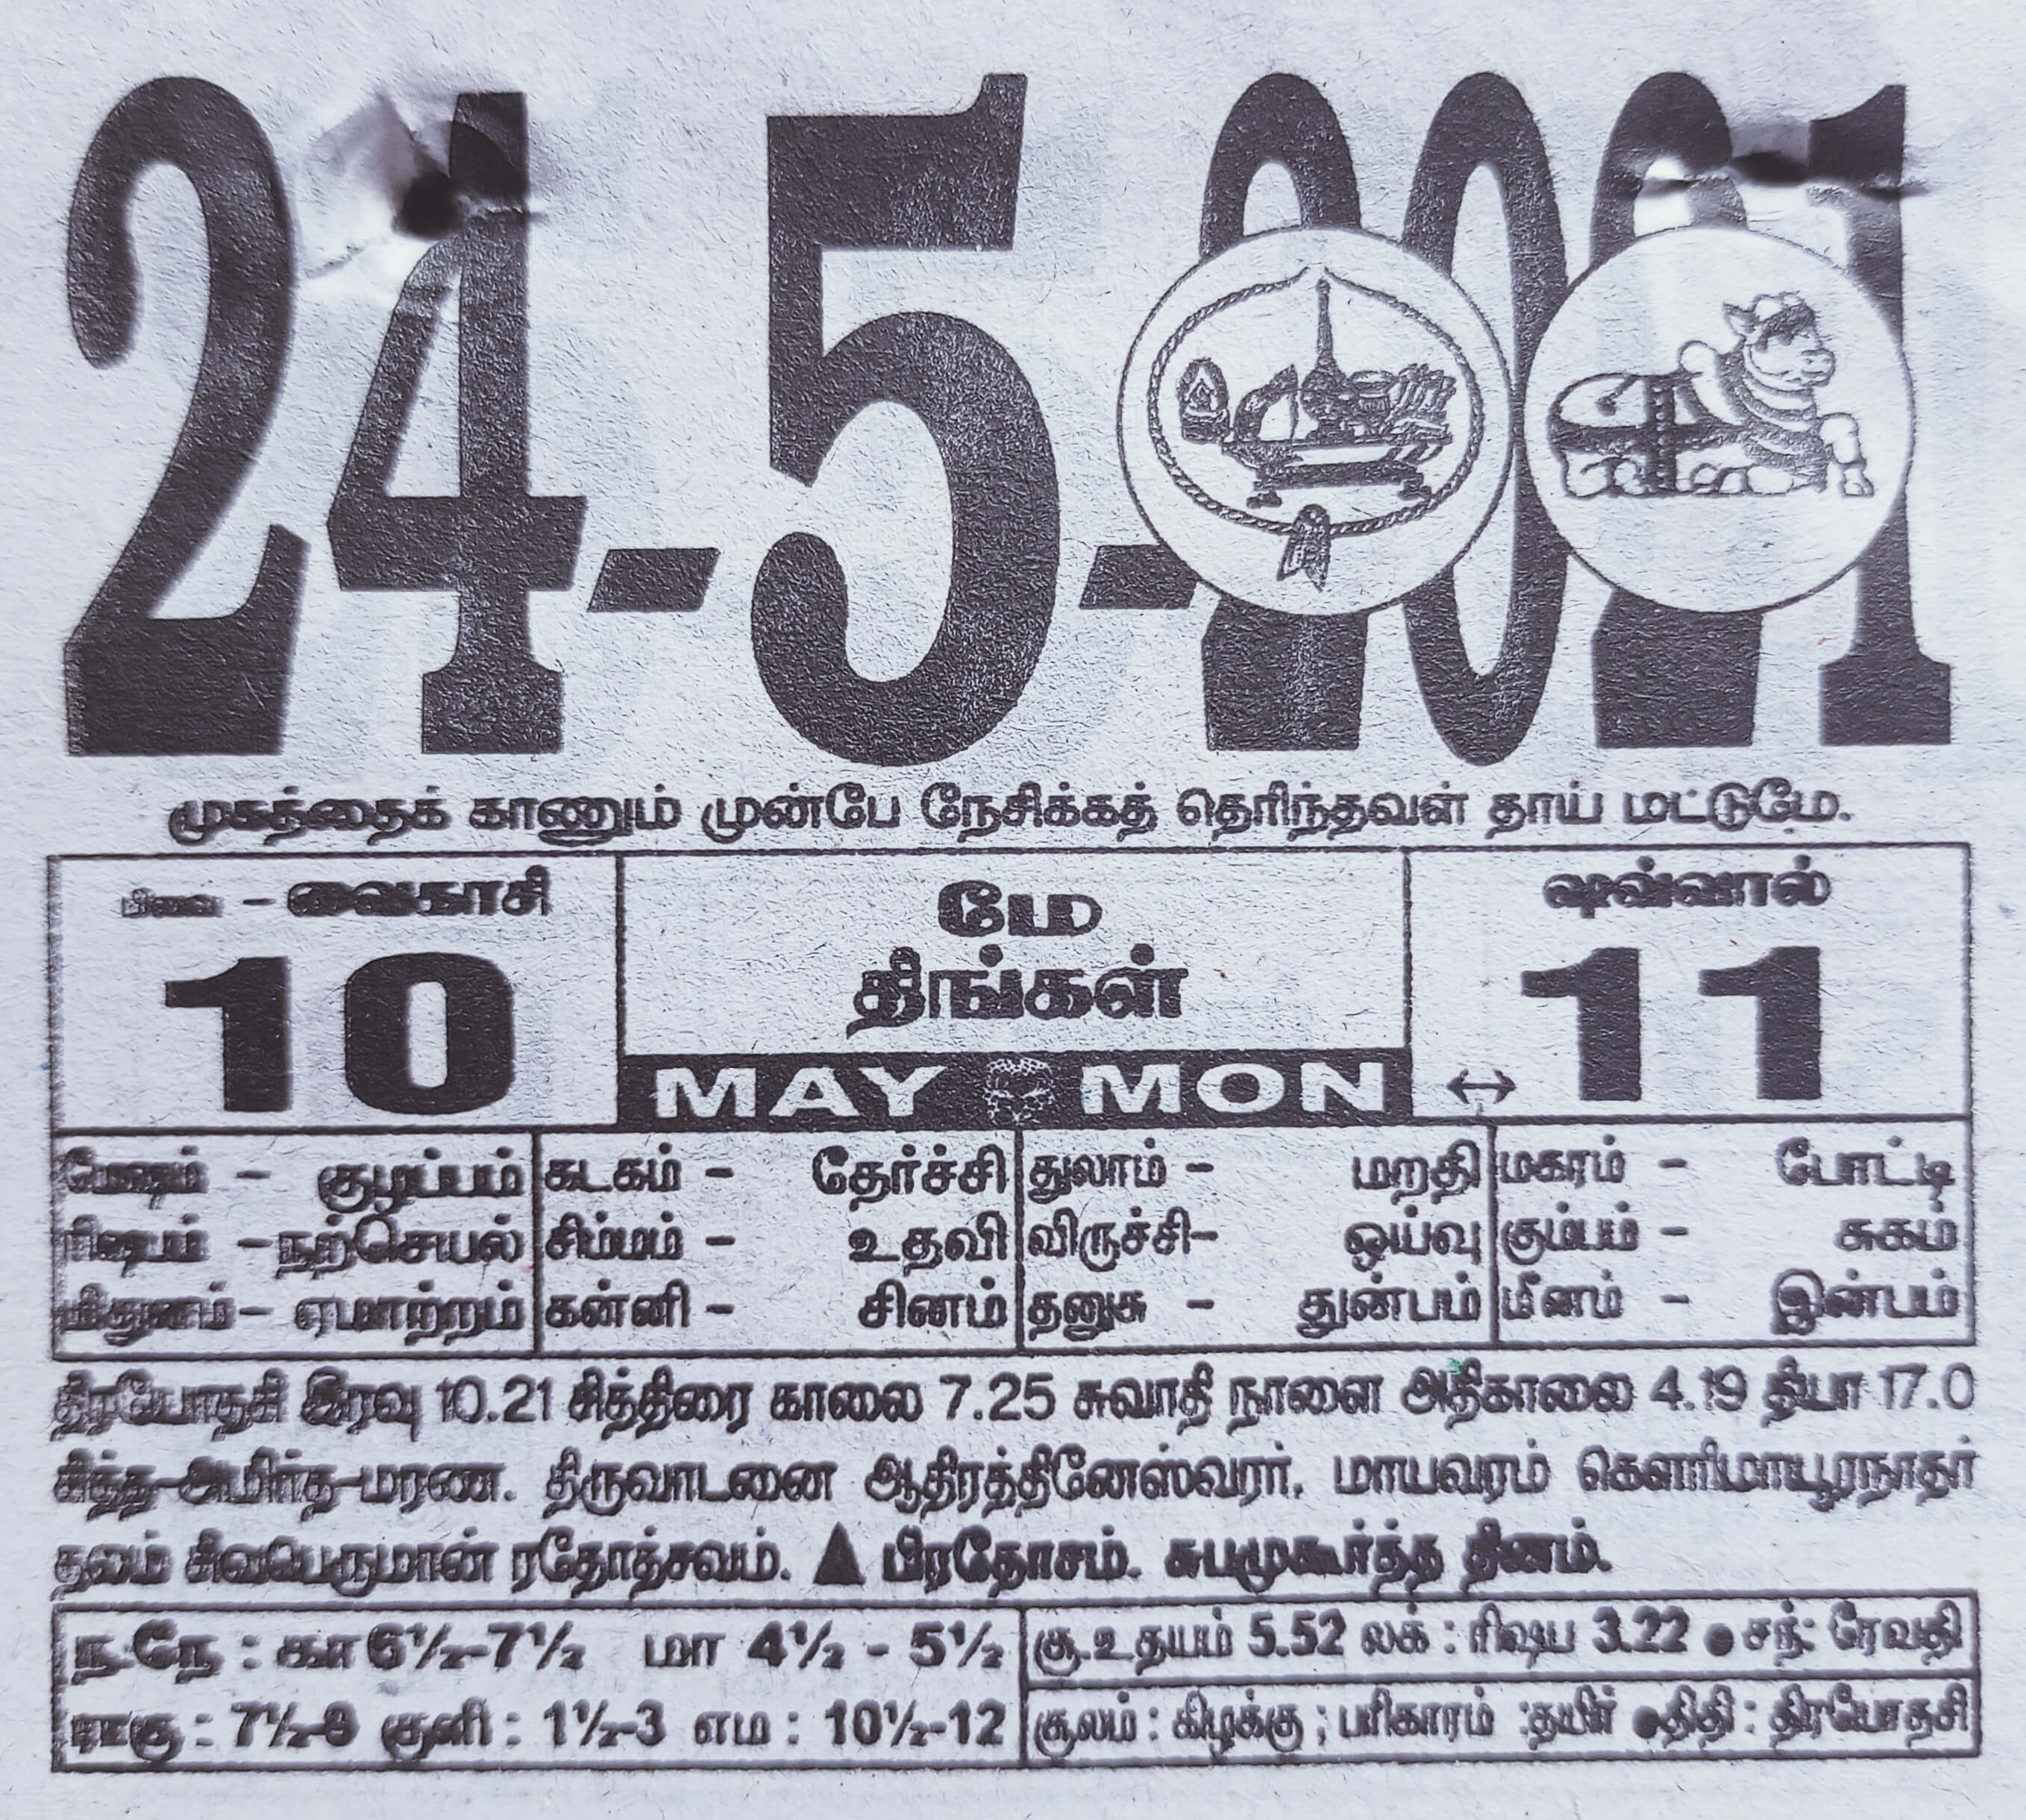 24-5-2021
முகத்தைக் காணும் முன்பே நேசிக்கத் தெரிந்தவள் தாய் மட்டுமே.
பிலவ - வைகாசி
10
மே
திங்கள்
MAY MON
ஷவ்வால்
↔ 11
மேஷம் - குழப்பம் கடகம் - தேர்ச்சி துலாம் - மறதி மகரம் - போட்டி
ரிஷபம் - நற்செயல் சிம்மம் - உதவி விருச்சி- ஓய்வு கும்பம் - சுகம்
மிதுனம்- ஏமாற்றம் கன்னி - சினம் தனுசு - துன்பம் மீனம் - இன்பம்
திரயோதசி இரவு 10.21 சித்திரை காலை 7.25 சுவாதி நாளை அதிகாலை 4.19 தியா 17.0
சித்த-அமிர்த-மரண. திருவாடனை ஆதிரத்தினேஸ்வரர். மாயவரம் கௌரிமாயூரநாதர்
தலம் சிவபெருமான் ரதோத்சவம். ▲ பிரதோசம். சுபமுகூர்த்த தினம்.
ந.நே : கா 6½-7½ மா 4½ - 5½
ராகு : 7½-9 குளி : 1½-3 எம : 10½-12
சூ.உதயம் 5.52 லக் : ரிஷப 3.22 ● சந்: ரேவதி
சூலம் : கிழக்கு ; பரிகாரம் :தயிர் ●திதி : திரயோதசி